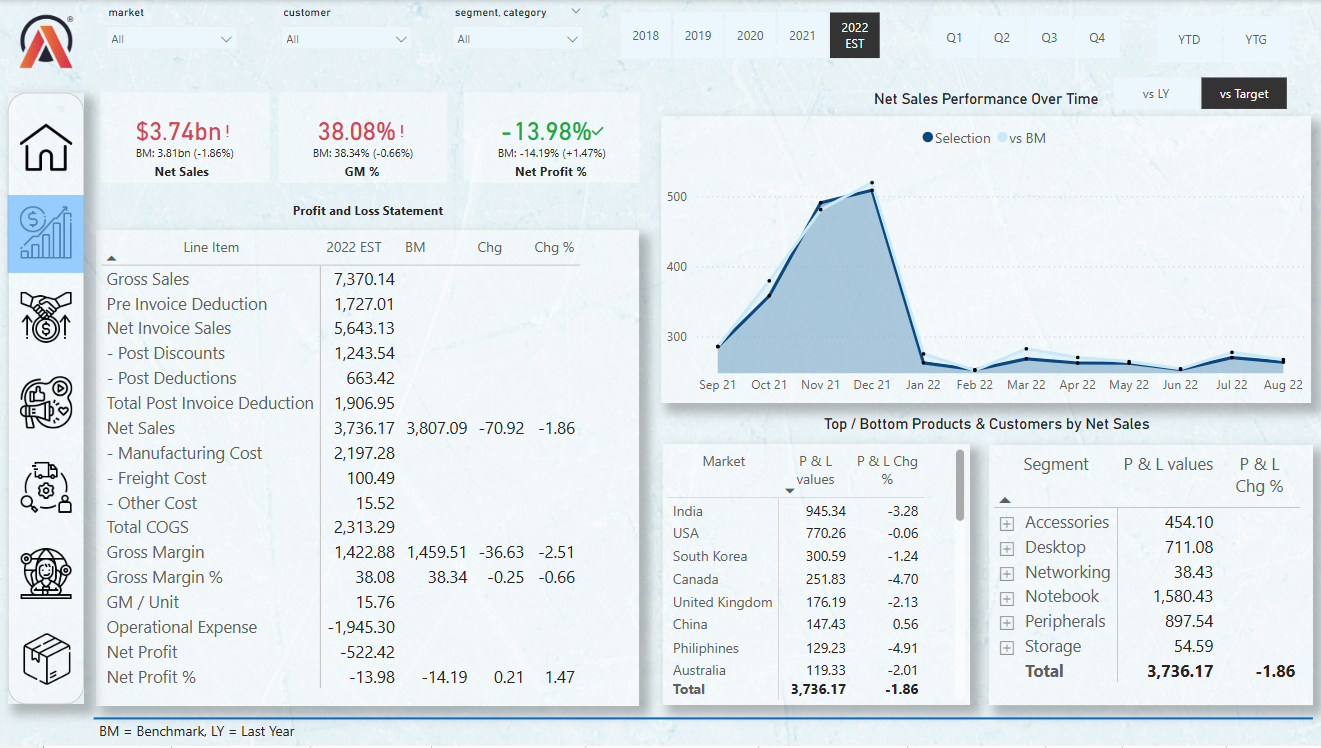 market
customer
segment, category
All
All
All
2018 2019 2020 2021 2022 EST
Q1 Q2 Q3 Q4
YTD YTG
vs LY vs Target
$3.74bn !
BM: 3.81bn (-1.86%)
Net Sales
38.08% !
BM: 38.34% (-0.66%)
GM %
-13.98%
BM: -14.19% (+1.47%)
Net Profit %
Profit and Loss Statement
Line Item 2022 EST BM Chg Chg %
Gross Sales 7,370.14
Pre Invoice Deduction 1,727.01
Net Invoice Sales 5,643.13
- Post Discounts 1,243.54
- Post Deductions 663.42
Total Post Invoice Deduction 1,906.95
Net Sales 3,736.17 3,807.09 -70.92 -1.86
- Manufacturing Cost 2,197.28
- Freight Cost 100.49
- Other Cost 15.52
Total COGS 2,313.29
Gross Margin 1,422.88 1,459.51 -36.63 -2.51
Gross Margin % 38.08 38.34 -0.25 -0.66
GM / Unit 15.76
Operational Expense -1,945.30
Net Profit -522.42
Net Profit % -13.98 -14.19 0.21 1.47
Net Sales Performance Over Time
Selection vs BM
500
400
300
Sep 21 Oct 21 Nov 21 Dec 21 Jan 22 Feb 22 Mar 22 Apr 22 May 22 Jun 22 Jul 22 Aug 22
Top / Bottom Products & Customers by Net Sales
Market P & L values P & L Chg %
India 945.34 -3.28
USA 770.26 -0.06
South Korea 300.59 -1.24
Canada 251.83 -4.70
United Kingdom 176.19 -2.13
China 147.43 0.56
Philiphines 129.23 -4.91
Australia 119.33 -2.01
Total 3,736.17 -1.86
Segment P & L values P & L Chg %
Accessories 454.10
Desktop 711.08
Networking 38.43
Notebook 1,580.43
Peripherals 897.54
Storage 54.59
Total 3,736.17 -1.86
BM = Benchmark, LY = Last Year